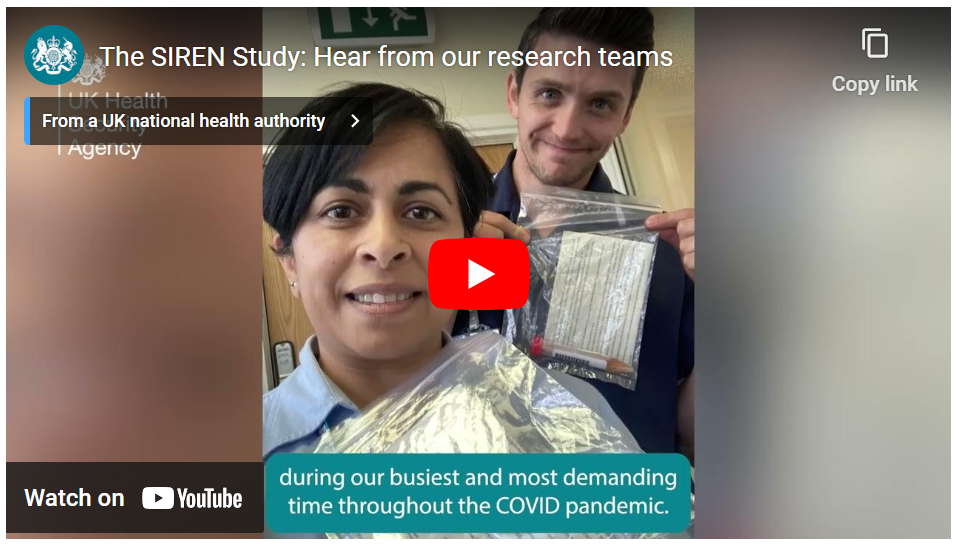 The SIREN Study: Hear from our research teams
Copy link
UK Health
Security
Agency
From a UK national health authority
during our busiest and most demanding
time throughout the COVID pandemic.
Watch on YouTube